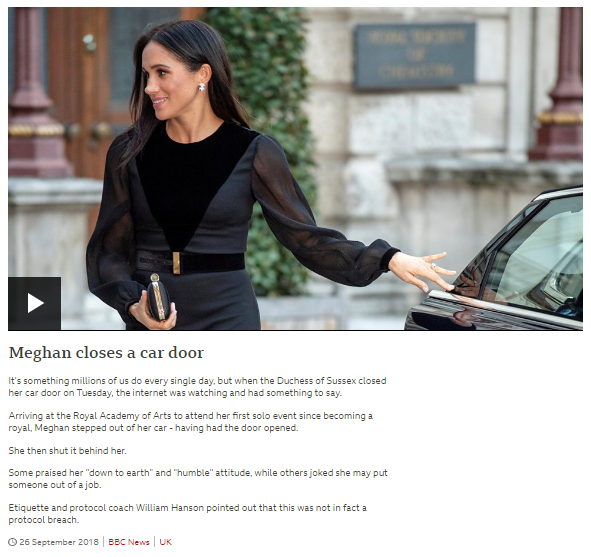 ROYAL SOCIETY
OF
CHEMISTRY
Meghan closes a car door
It's something millions of us do every single day, but when the Duchess of Sussex closed
her car door on Tuesday, the internet was watching and had something to say.
Arriving at the Royal Academy of Arts to attend her first solo event since becoming a
royal, Meghan stepped out of her car - having had the door opened.
She then shut it behind her.
Some praised her "down to earth" and "humble" attitude, while others joked she may put
someone out of a job.
Etiquette and protocol coach William Hanson pointed out that this was not in fact a
protocol breach.
26 September 2018 | BBC News | UK